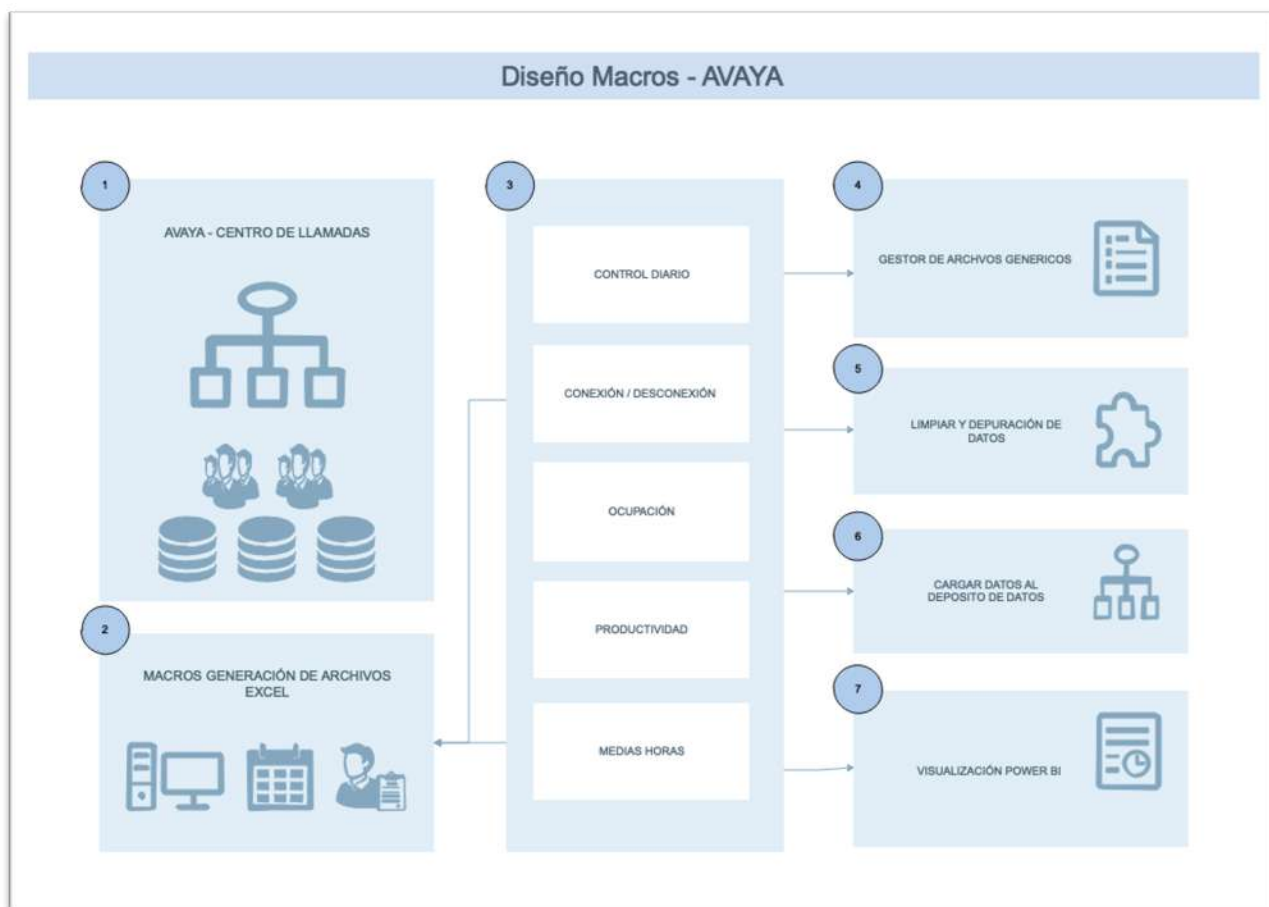 Diseño Macros - AVAYA
1
AVAYA - CENTRO DE LLAMADAS
2
MACROS GENERACIÓN DE ARCHIVOS
EXCEL
3
CONTROL DIARIO
CONEXIÓN / DESCONEXIÓN
OCUPACIÓN
PRODUCTIVIDAD
MEDIAS HORAS
4
GESTOR DE ARCHVOS GENERICOS
5
LIMPIAR Y DEPURACIÓN DE
DATOS
6
CARGAR DATOS AL
DEPOSITO DE DATOS
7
VISUALIZACIÓN POWER BI